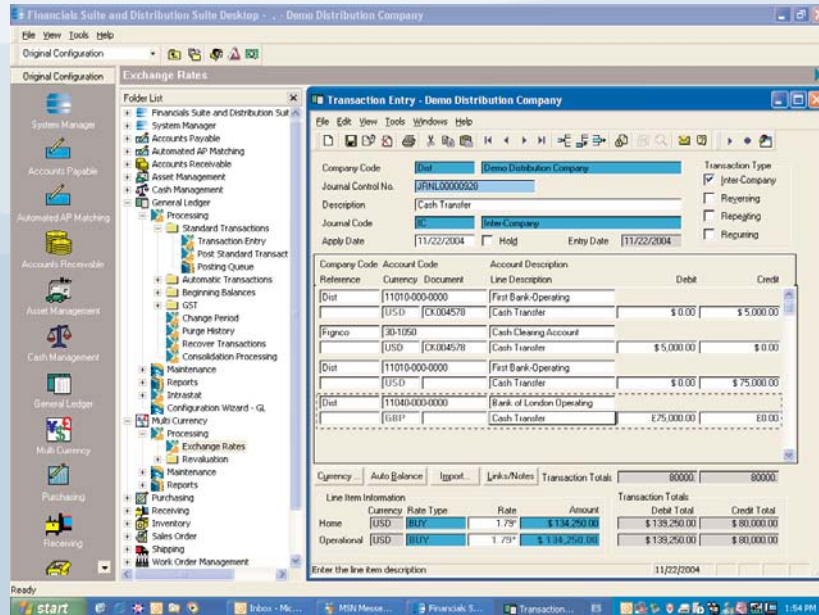 Financials Suite and Distribution Suite Desktop - . - Demo Distribution Company
File View Tools Help
Original Configuration
Original Configuration
Exchange Rates
System Manager
Accounts Payable
Automated AP Matching
Accounts Receivable
Asset Management
Cash Management
General Ledger
Multi Currency
Purchasing
Receiving
Folder List
Financials Suite and Distribution Suit
System Manager
Accounts Payable
Automated AP Matching
Accounts Receivable
Asset Management
Cash Management
General Ledger
Processing
Standard Transactions
Transaction Entry
Post Standard Transact
Posting Queue
Automatic Transactions
Beginning Balances
GST
Change Period
Purge History
Recover Transactions
Consolidation Processing
Maintenance
Reports
Intrastat
Configuration Wizard - GL
Multi Currency
Processing
Exchange Rates
Revaluation
Maintenance
Reports
Purchasing
Receiving
Inventory
Sales Order
Shipping
Work Order Management
Transaction Entry - Demo Distribution Company
File Edit View Tools Windows Help
Company Code Dist Demo Distribution Company
Journal Control No. JRNL00000928
Description Cash Transfer
Journal Code IC Inter-Company
Apply Date 11/22/2004 Hold Entry Date 11/22/2004
Transaction Type
Inter-Company
Reversing
Repeating
Recurring
Company Code Account Code Account Description
Reference Currency Document Line Description Debit Credit
Dist 11010-000-0000 First Bank-Operating
USD CK004578 Cash Transfer $ 0.00 $ 5,000.00
Frgnco 30-1050 Cash Clearing Account
USD CK004578 Cash Transfer $ 5,000.00 $ 0.00
Dist 11010-000-0000 First Bank-Operating
USD Cash Transfer $ 0.00 $ 75,000.00
Dist 11040-000-0000 Bank of London Operating
GBP Cash Transfer £75,000.00 £0.00
Currency ... Auto Balance Import... Links/Notes Transaction Totals 80000. 80000.
Line Item Information
Currency Rate Type Rate Amount
Home USD BUY 1.79* $ 134,250.00
Operational USD BUY 1.79* $ 134,250.00
Transaction Totals
Debit Total Credit Total
$ 139,250.00 $ 80,000.00
$ 139,250.00 $ 80,000.00
Enter the line item description 11/22/2004
Ready
start
Inbox - Mic...
MSN Messe...
Financials S...
Transaction...
ES
1:54 PM